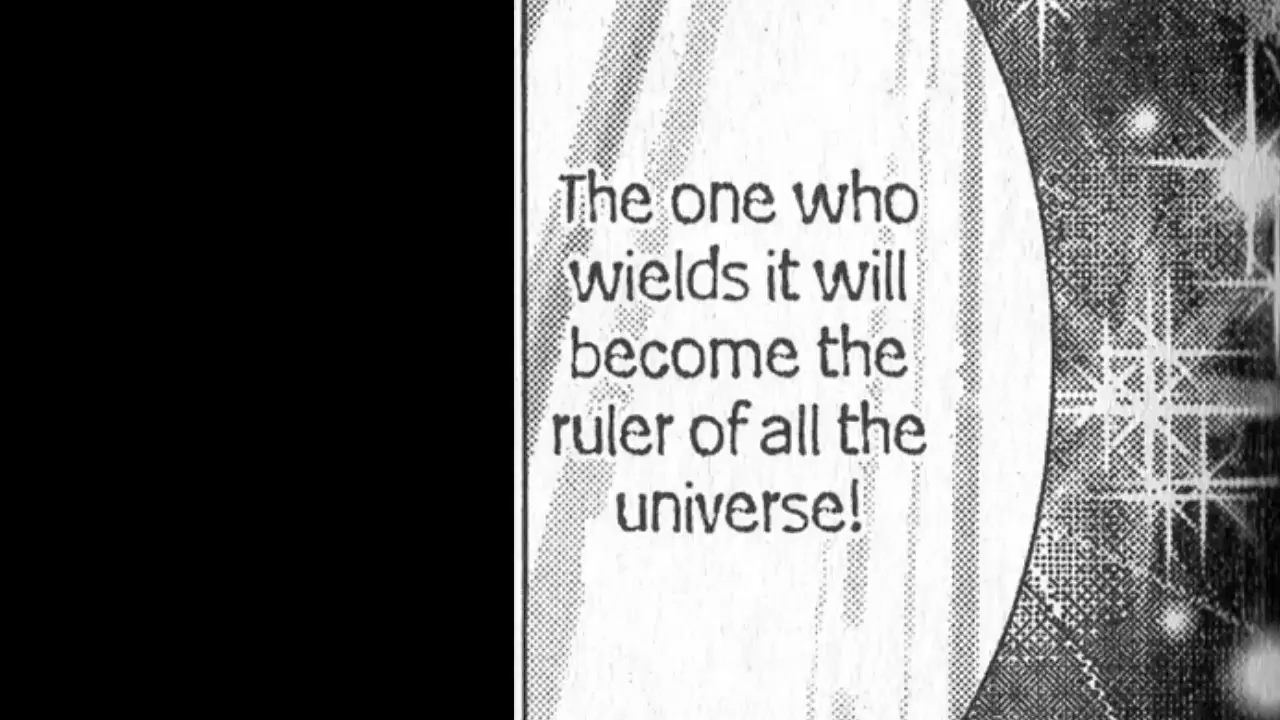 The one who
wields it will
become the
ruler of all the
universe!